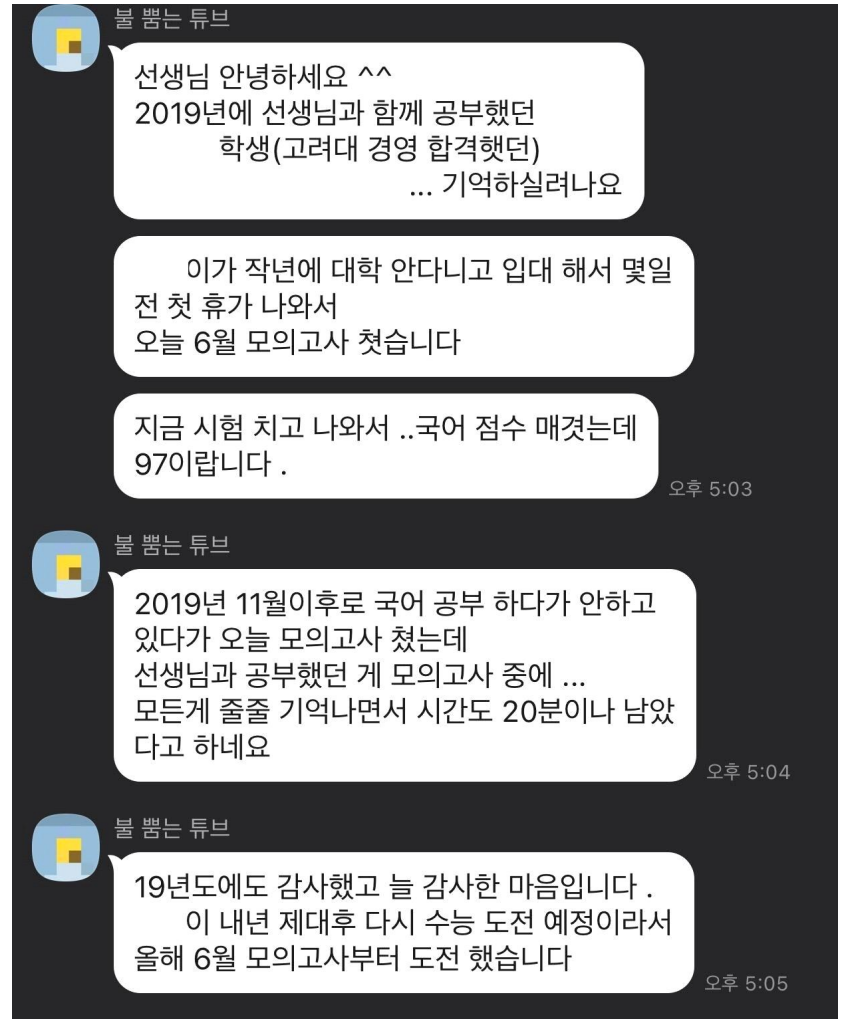 불 뿜는 튜브
선생님 안녕하세요 ^^
2019년에 선생님과 함께 공부했던
학생(고려대 경영 합격햇던)
... 기억하실려나요
이가 작년에 대학 안다니고 입대 해서 몇일
전 첫 휴가 나와서
오늘 6월 모의고사 쳣습니다
지금 시험 치고 나와서 ..국어 점수 매겻는데
97이랍니다 .
오후 5:03
불 뿜는 튜브
2019년 11월이후로 국어 공부 하다가 안하고
있다가 오늘 모의고사 쳤는데
선생님과 공부했던 게 모의고사 중에 ...
모든게 줄줄 기억나면서 시간도 20분이나 남았
다고 하네요
오후 5:04
불 뿜는 튜브
19년도에도 감사했고 늘 감사한 마음입니다 .
이 내년 제대후 다시 수능 도전 예정이라서
올해 6월 모의고사부터 도전 했습니다
오후 5:05